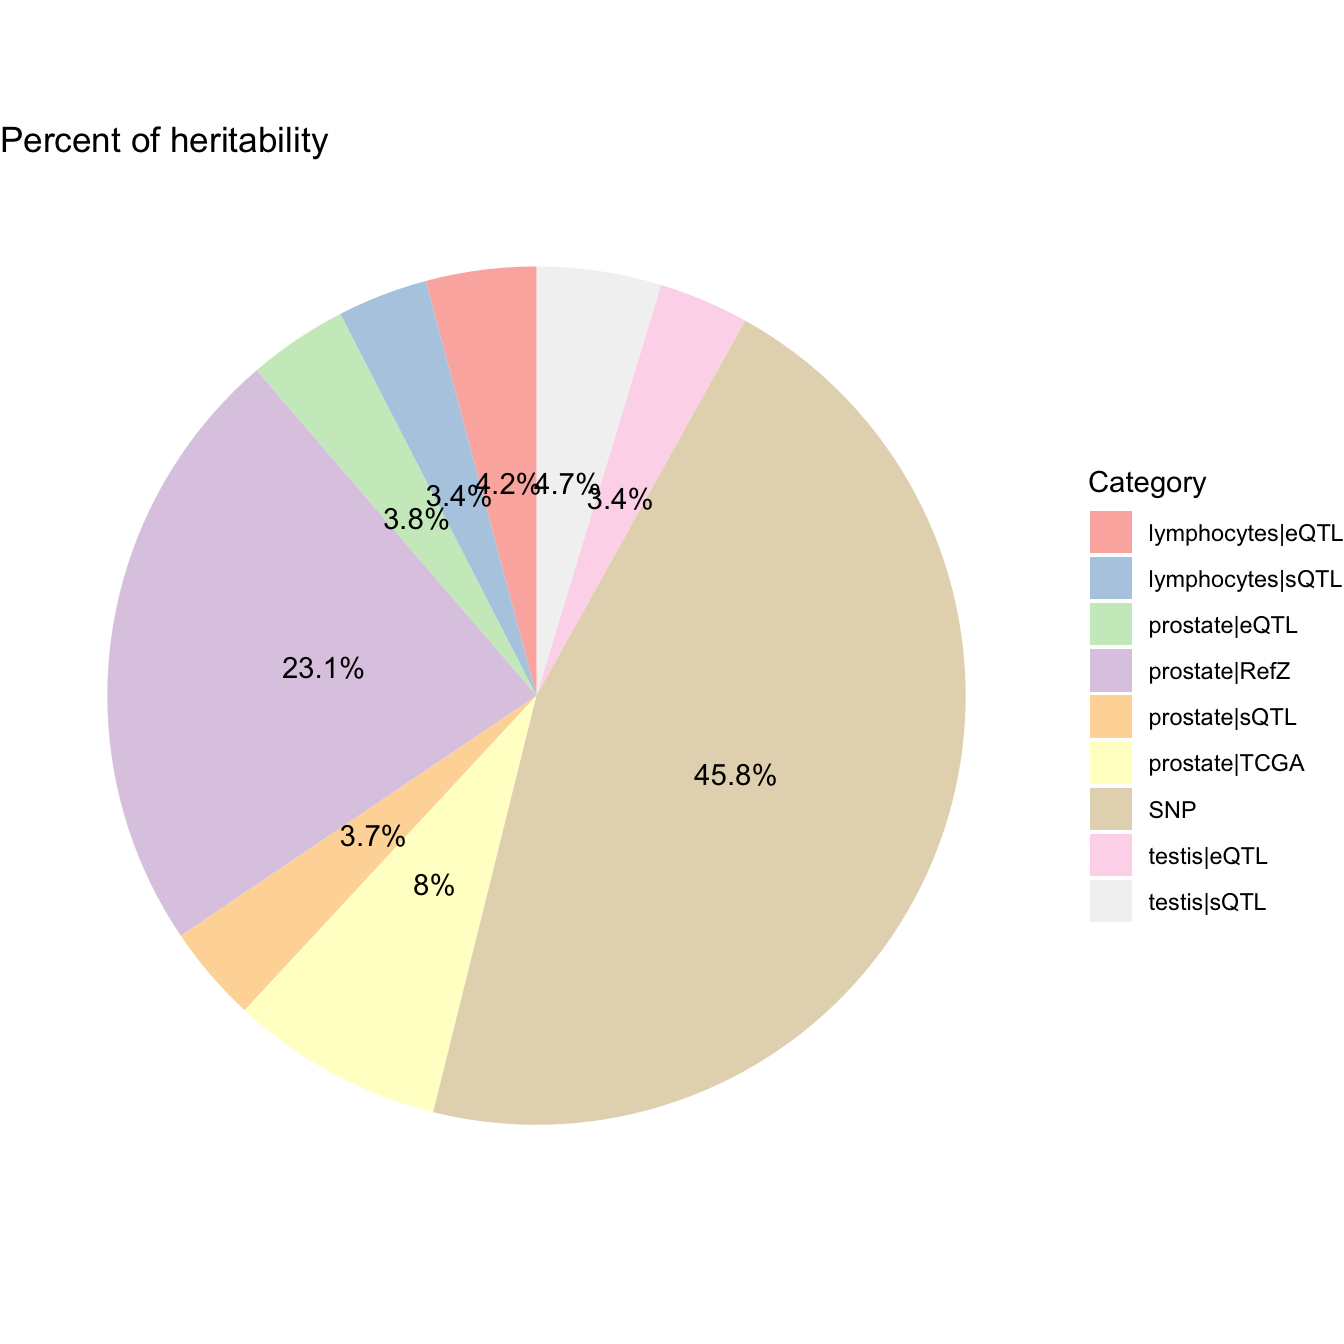 Percent of heritability
4.2%
4.7%
3.4%
3.4%
3.8%
23.1%
45.8%
3.7%
8%
Category
lymphocytes|eQTL
lymphocytes|sQTL
prostate|eQTL
prostate|RefZ
prostate|sQTL
prostate|TCGA
SNP
testis|eQTL
testis|sQTL